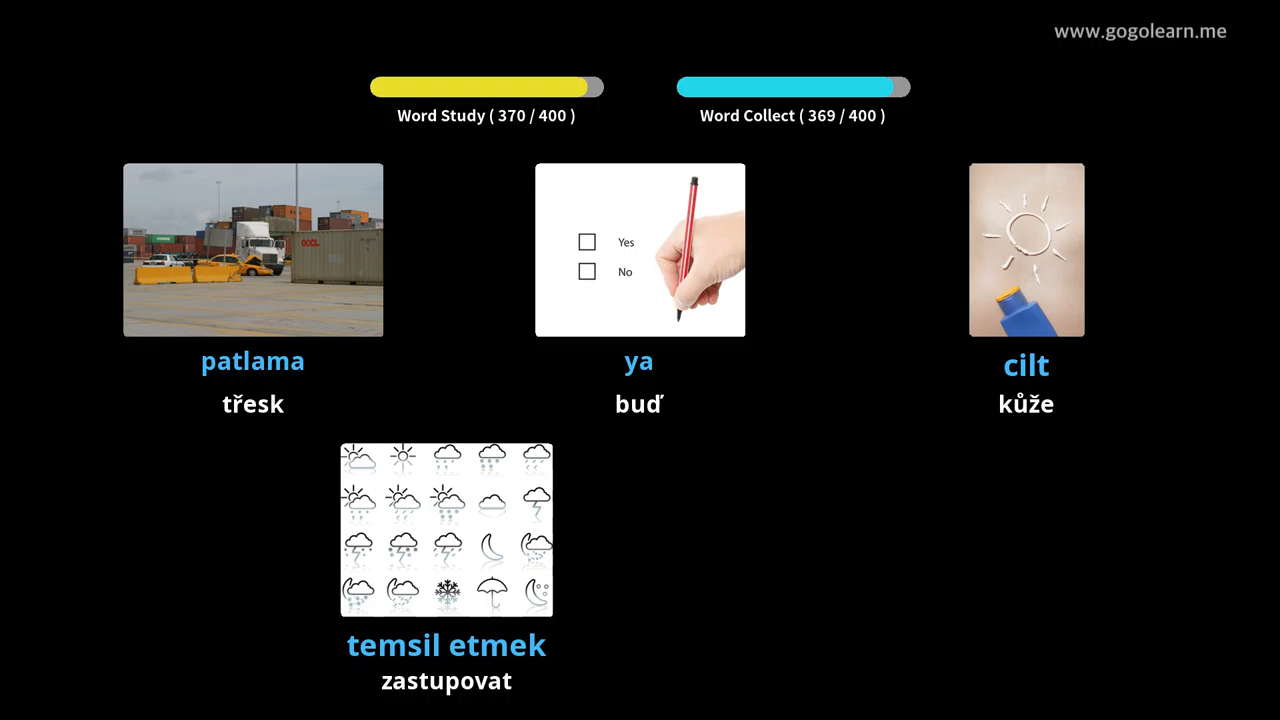 www.gogolearn.me
Word Study ( 370 / 400 )
Word Collect ( 369 / 400 )
OOCL
Yes
No
patlama
ya
cilt
třesk
buď
kůže
temsil etmek
zastupovat